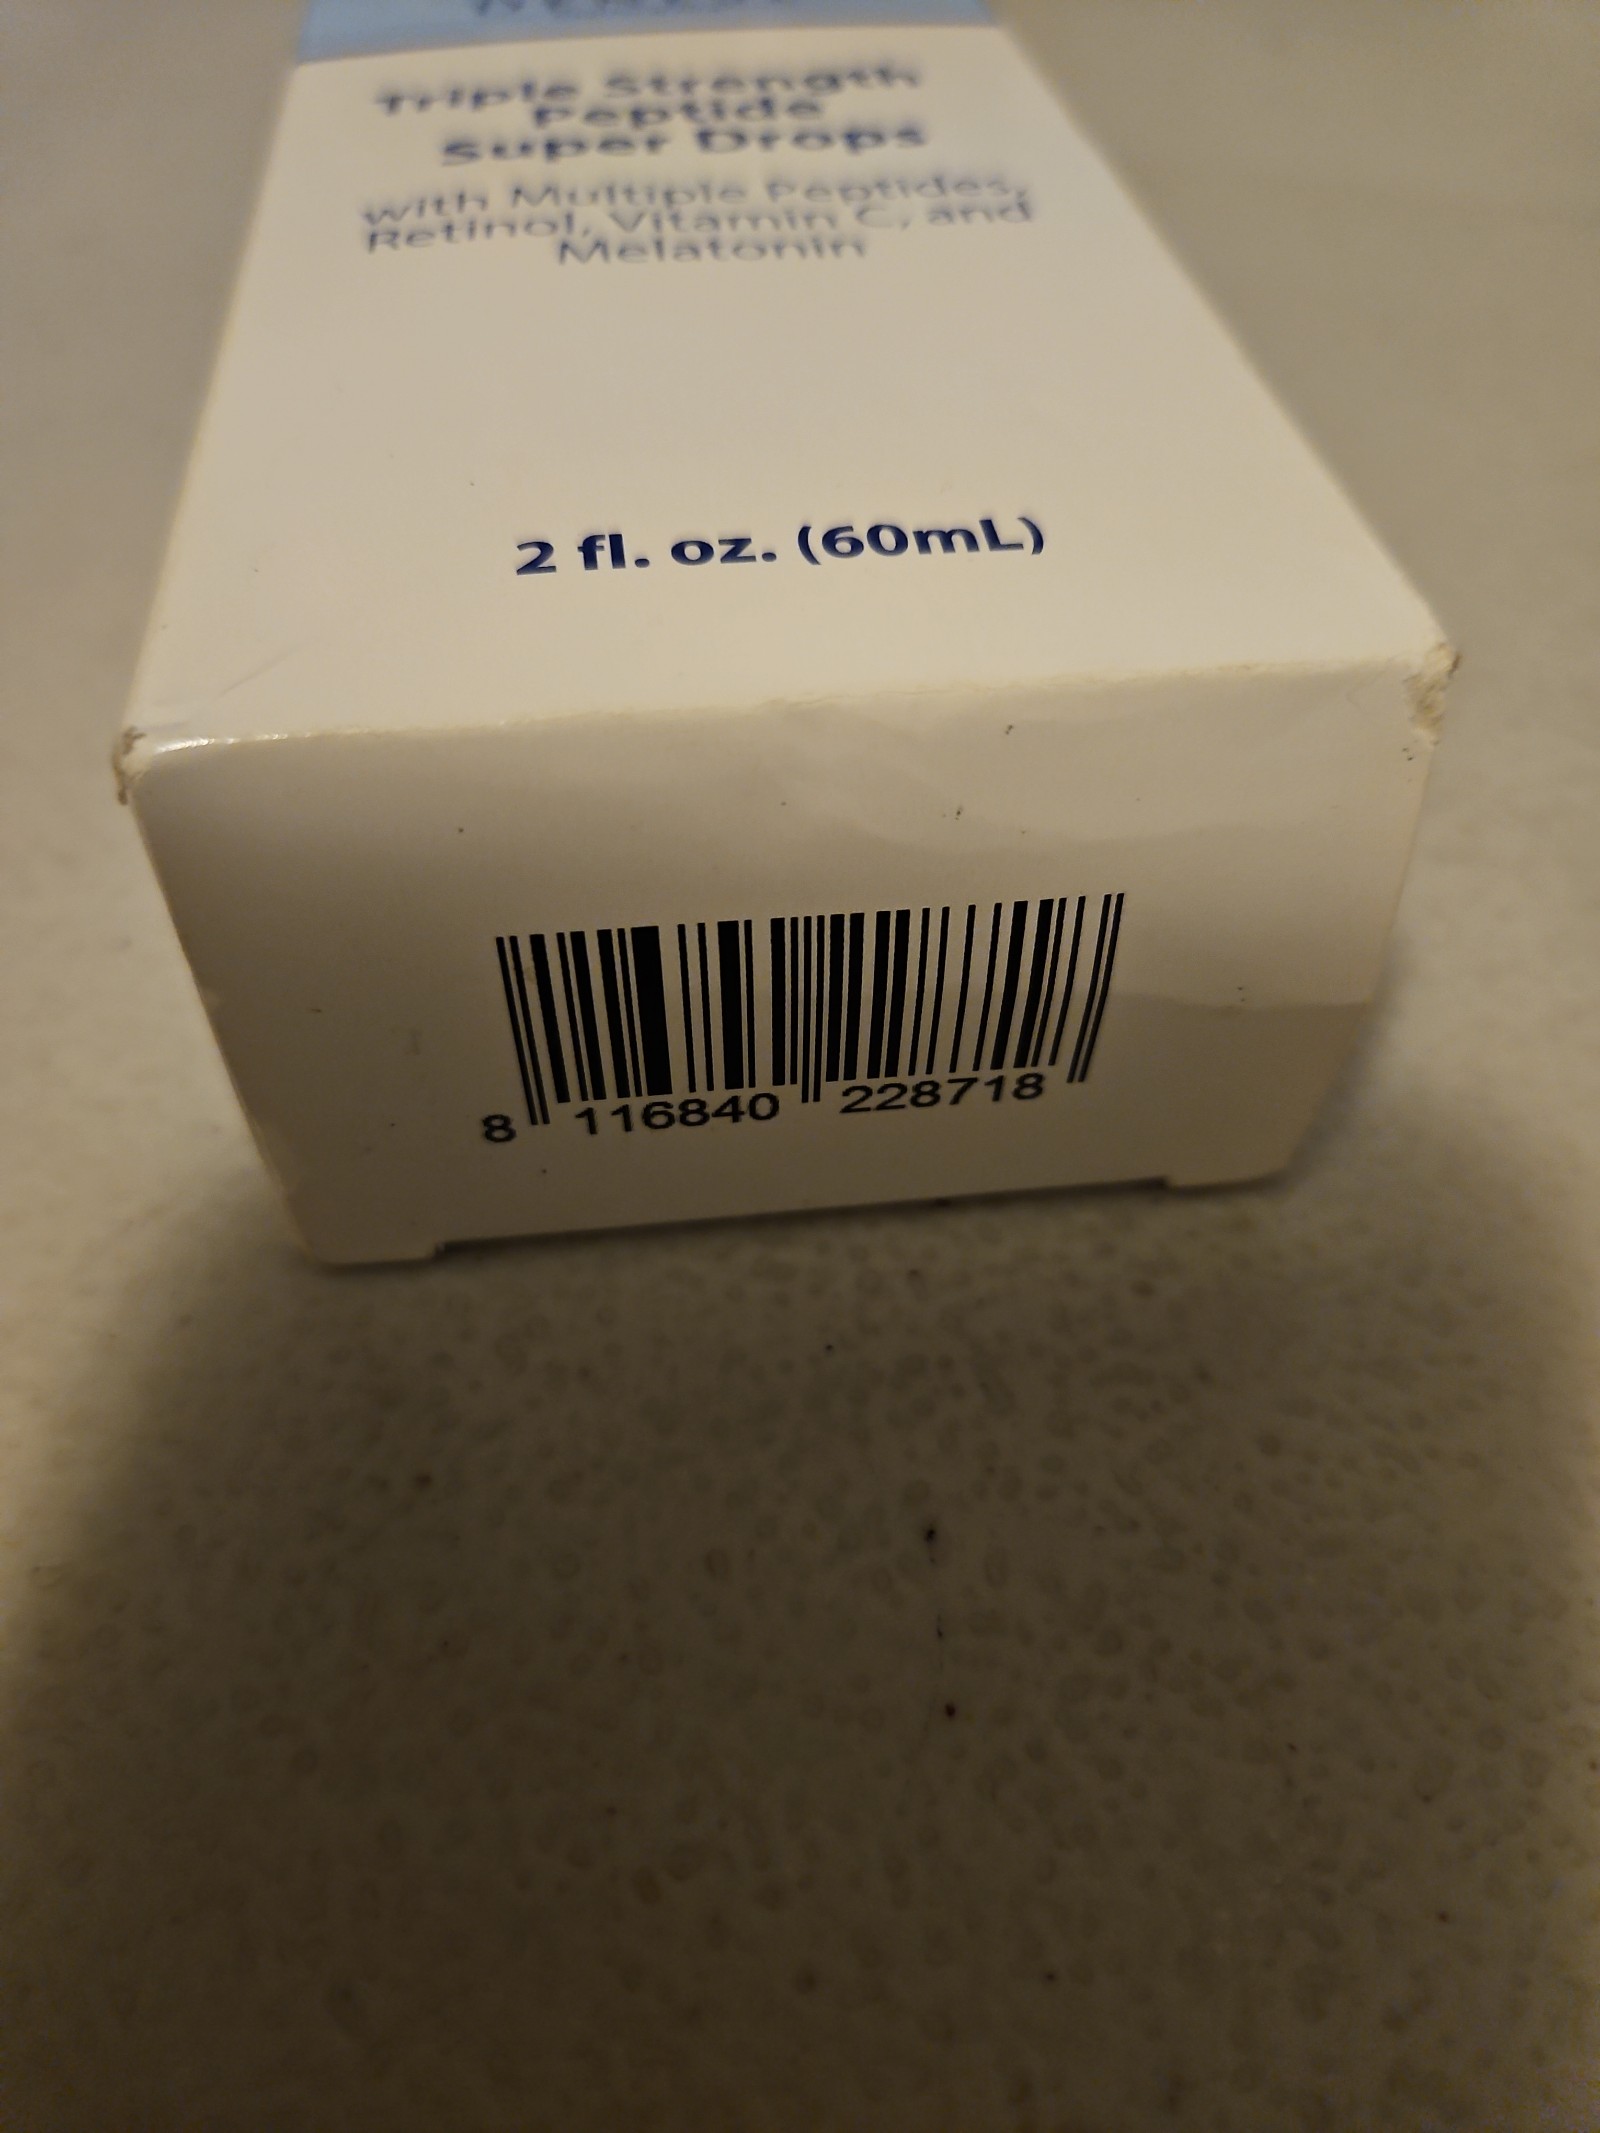 Triple Strength
Peptide
Super Drops
with Multiple Peptides,
Retinol, Vitamin C, and
Melatonin
2 fl. oz. (60mL)
8 116840 228718